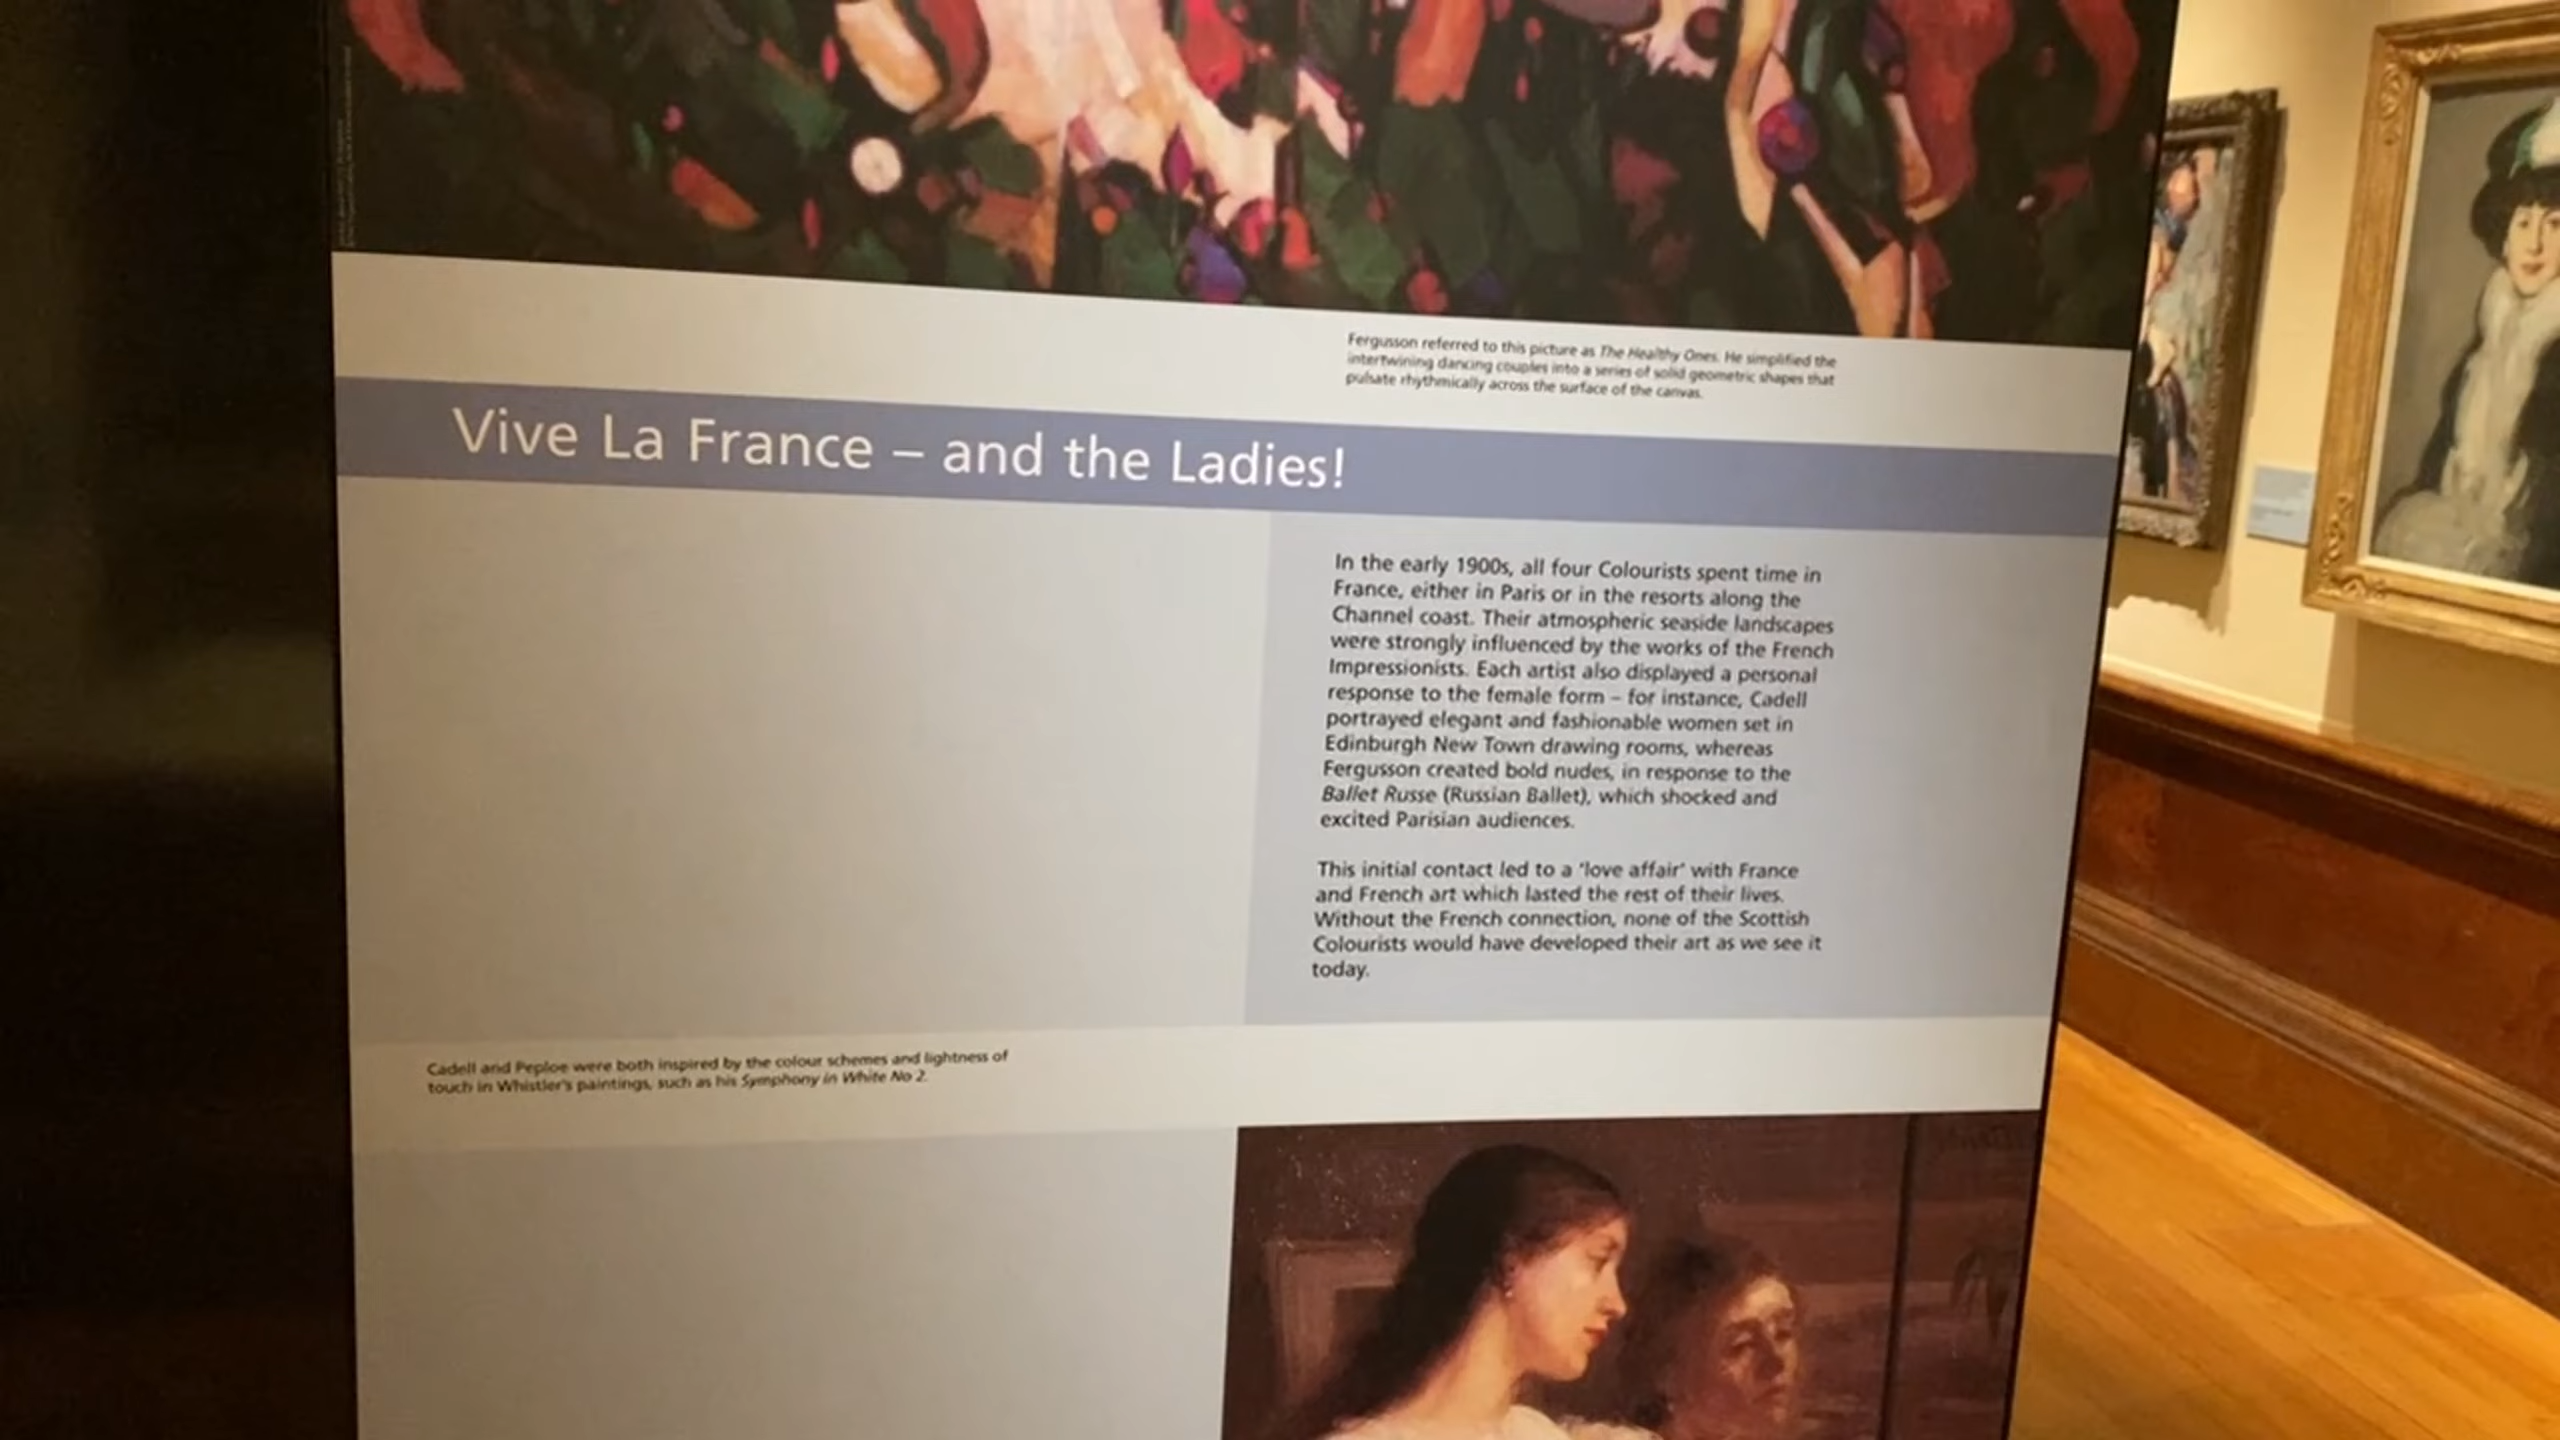 Fergusson referred to this picture as The Healthy Ones. He simplified the
intertwining dancing couples into a series of solid geometric shapes that
pulsate rhythmically across the surface of the canvas.
Vive La France – and the Ladies!
In the early 1900s, all four Colourists spent time in
France, either in Paris or in the resorts along the
Channel coast. Their atmospheric seaside landscapes
were strongly influenced by the works of the French
Impressionists. Each artist also displayed a personal
response to the female form – for instance, Cadell
portrayed elegant and fashionable women set in
Edinburgh New Town drawing rooms, whereas
Fergusson created bold nudes, in response to the
Ballet Russe (Russian Ballet), which shocked and
excited Parisian audiences.
This initial contact led to a ‘love affair’ with France
and French art which lasted the rest of their lives.
Without the French connection, none of the Scottish
Colourists would have developed their art as we see it
today.
Cadell and Peploe were both inspired by the colour schemes and lightness of
touch in Whistler's paintings, such as his Symphony in White No 2.